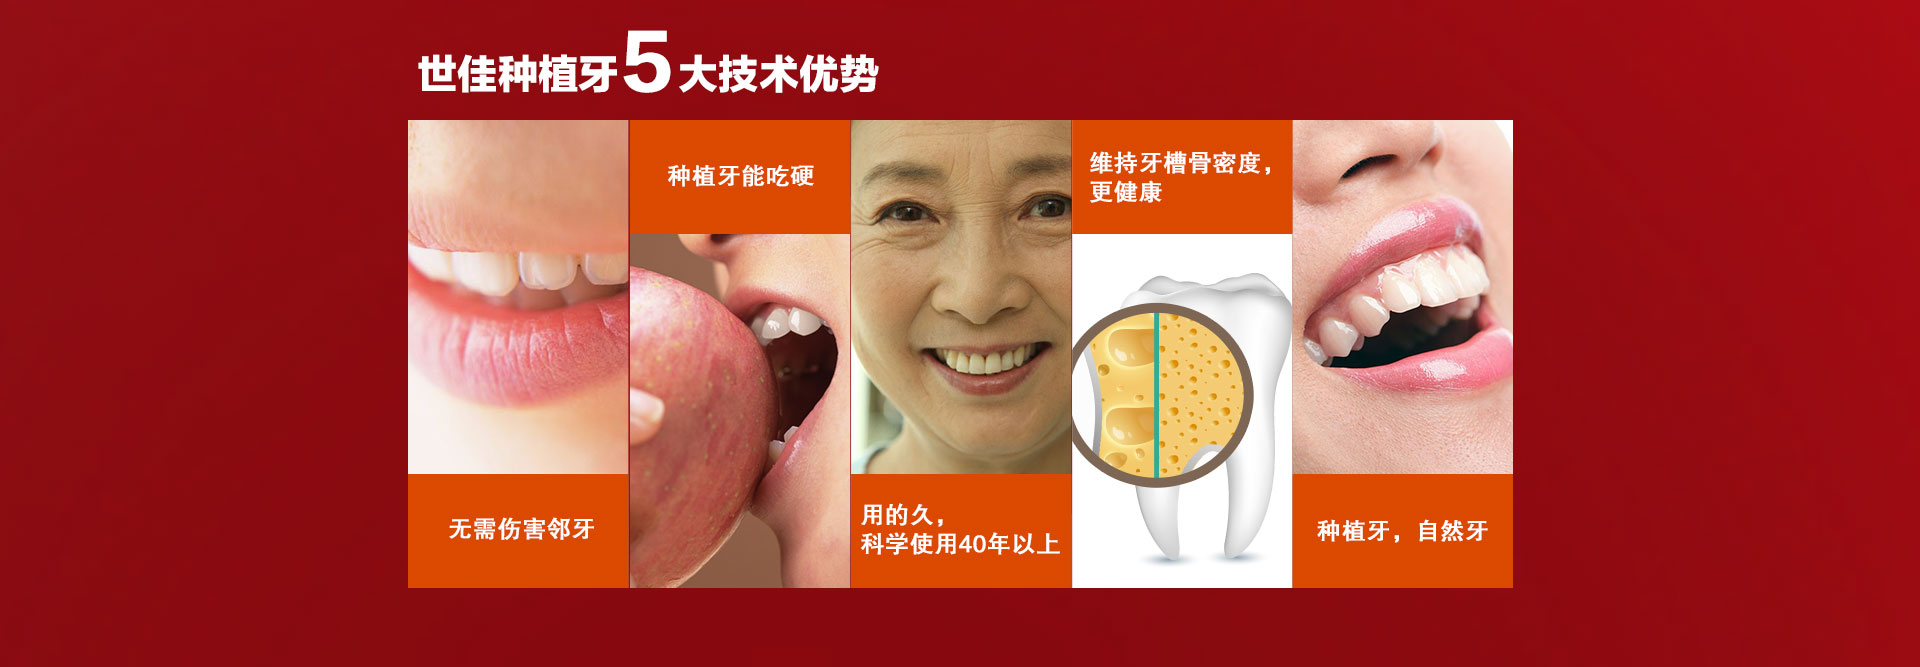 世佳种植牙5大技术优势
无需伤害邻牙
种植牙能吃硬
用的久，
科学使用40年以上
维持牙槽骨密度，
更健康
种植牙，自然牙